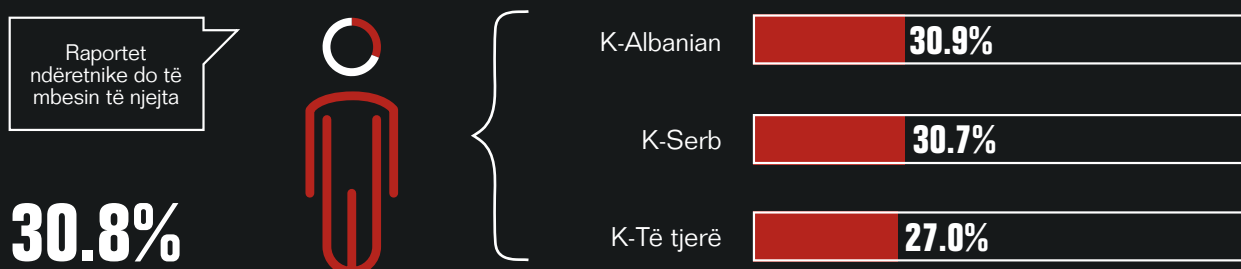 Raportet
ndëretnike do të
mbesin të njejta
30.8%
K-Albanian
30.9%
K-Serb
30.7%
K-Të tjerë
27.0%